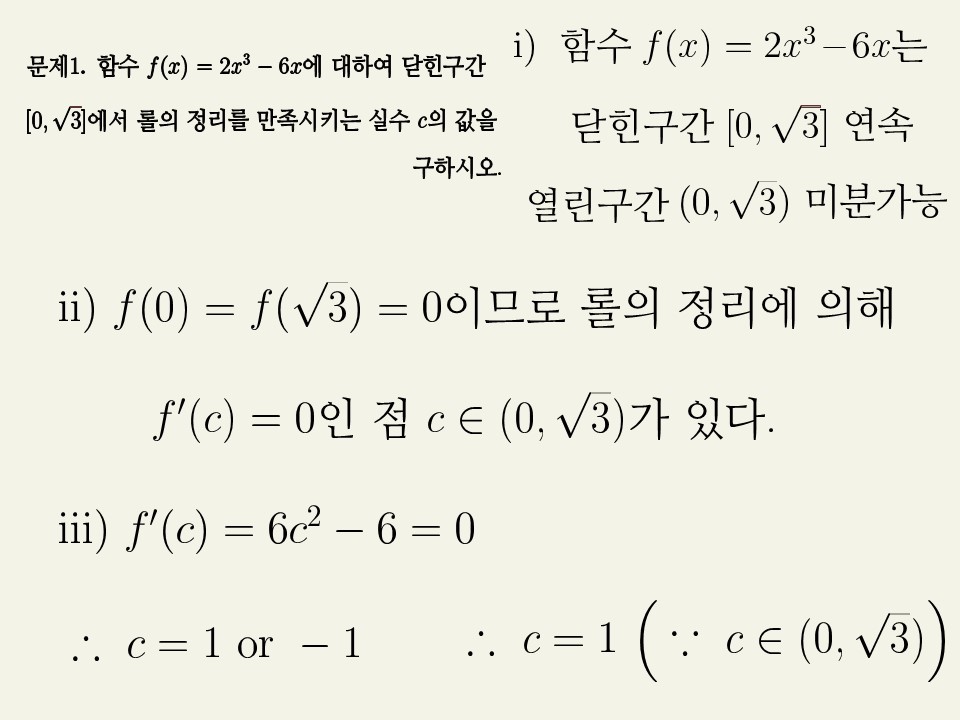 문제1. 함수 f(x) = 2x³ − 6x에 대하여 닫힌구간
[0, √3]에서 롤의 정리를 만족시키는 실수 c의 값을
구하시오.
i) 함수 f(x) = 2x³ − 6x는
닫힌구간 [0, √3] 연속
열린구간 (0, √3) 미분가능
ii) f(0) = f(√3) = 0이므로 롤의 정리에 의해
f′(c) = 0인 점 c ∈ (0, √3)가 있다.
iii) f′(c) = 6c² − 6 = 0
∴ c = 1 or − 1
∴ c = 1 (∵ c ∈ (0, √3))